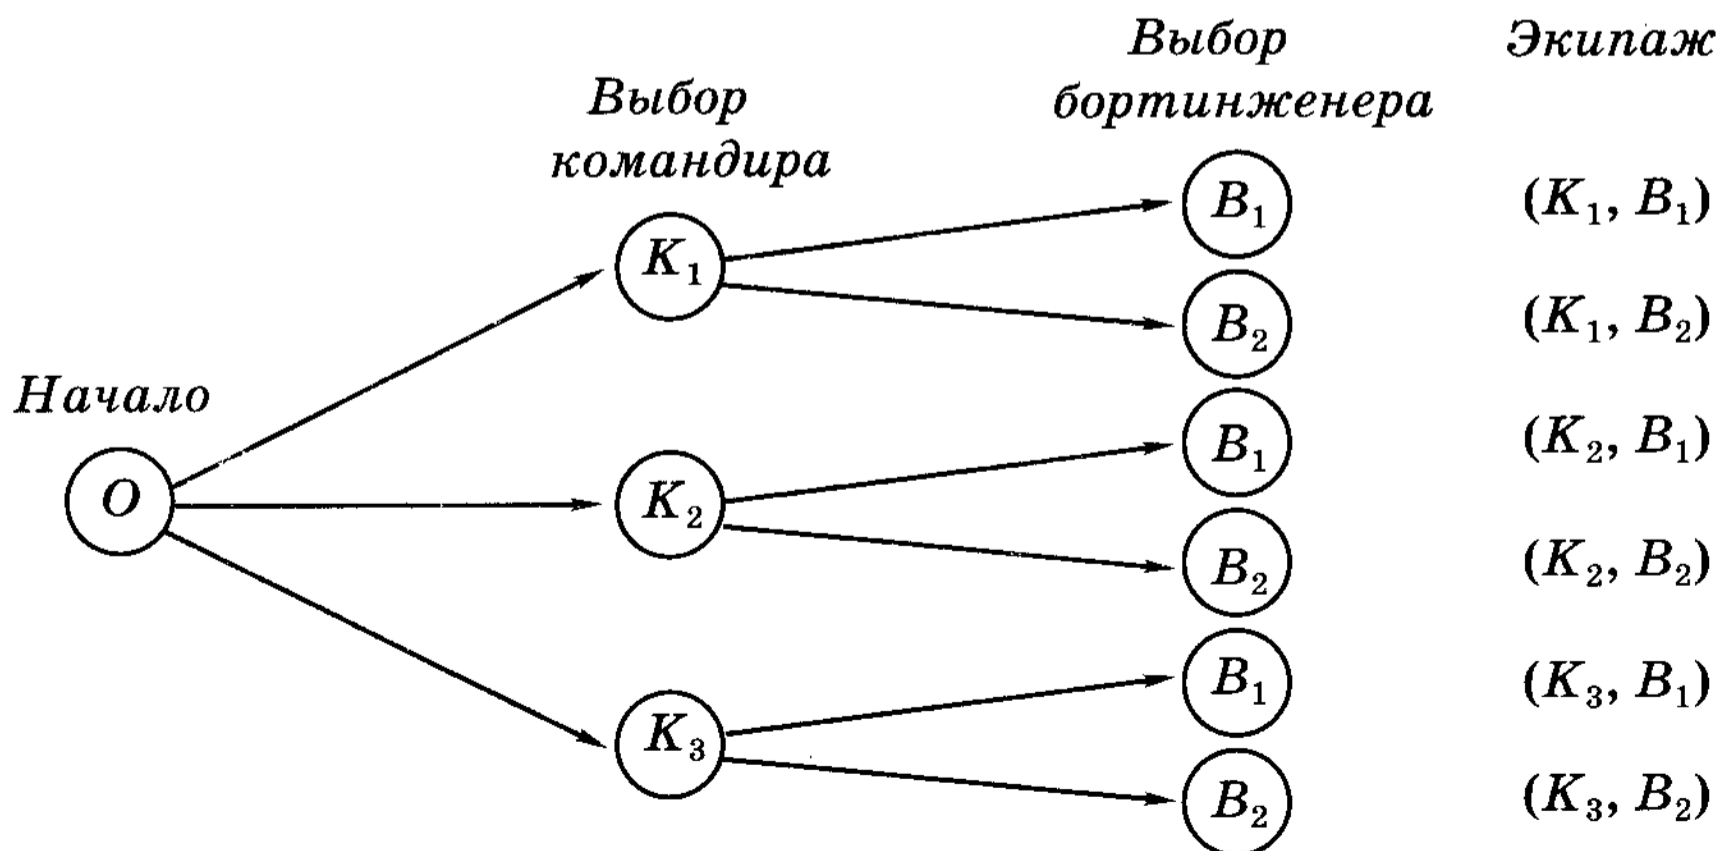 Выбор
командира
Выбор
бортинженера
Экипаж
Начало
O
K₁
K₂
K₃
B₁
B₂
B₁
B₂
B₁
B₂
(K₁, B₁)
(K₁, B₂)
(K₂, B₁)
(K₂, B₂)
(K₃, B₁)
(K₃, B₂)